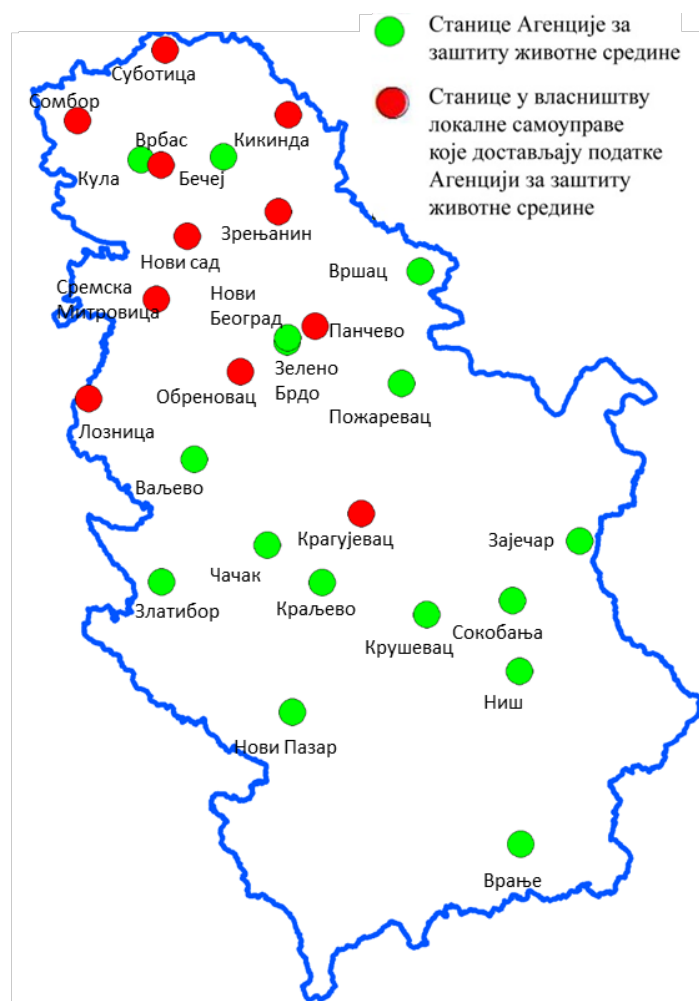 Станице Агенције за
заштиту животне средине
Станице у власништву
локалне самоуправе
које достављају податке
Агенцији за заштиту
животне средине
Суботица
Сомбор
Кикинда
Врбас
Кула
Бечеј
Зрењанин
Нови сад
Вршац
Сремска
Митровица
Нови
Београд
Панчево
Зелено
Брдо
Обреновац
Пожаревац
Лозница
Ваљево
Крагујевац
Зајечар
Чачак
Златибор
Краљево
Сокобања
Крушевац
Ниш
Нови Пазар
Врање